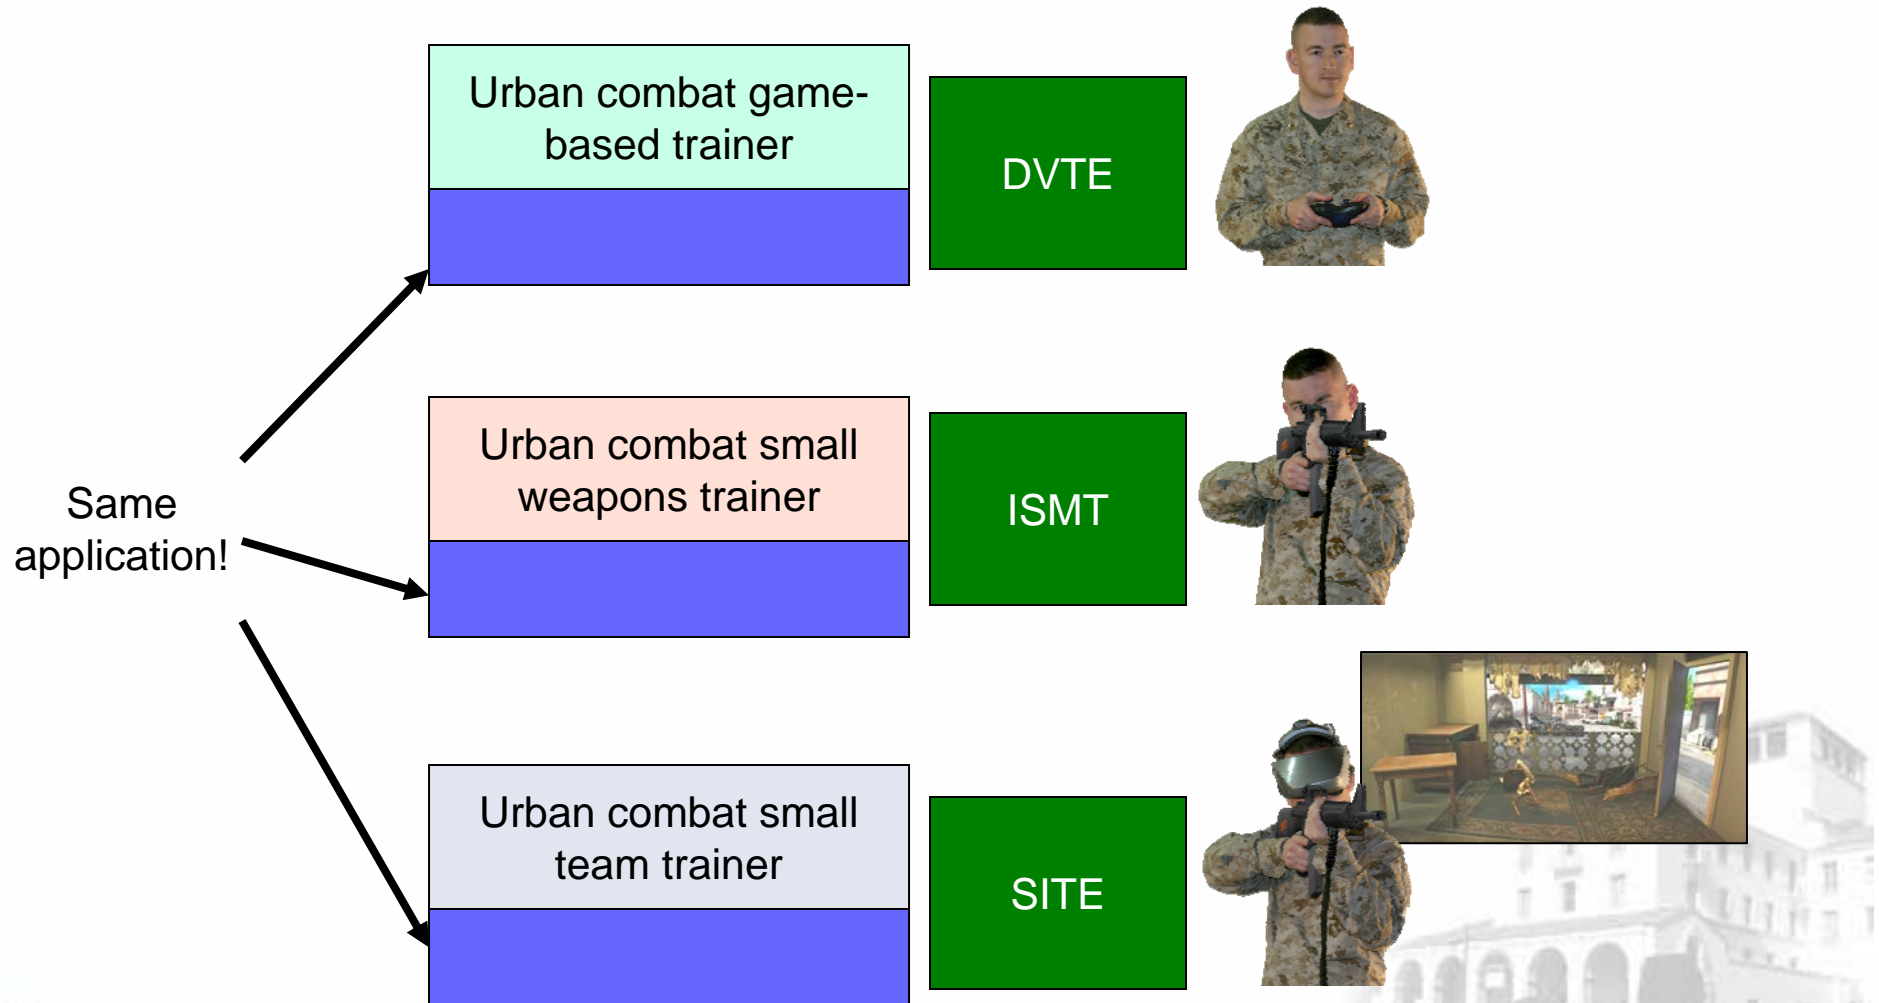 Urban combat game-
based trainer
DVTE
Urban combat small
weapons trainer
ISMT
Same
application!
Urban combat small
team trainer
SITE